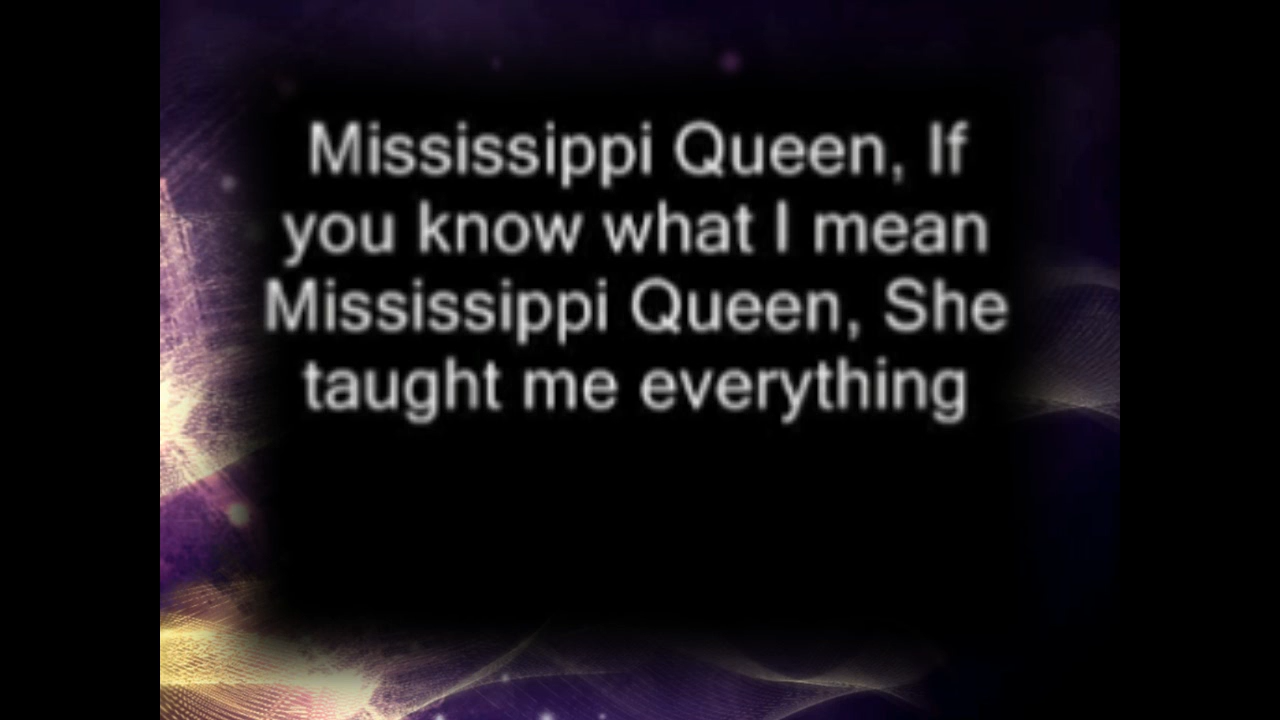 Mississippi Queen, If
you know what I mean
Mississippi Queen, She
taught me everything